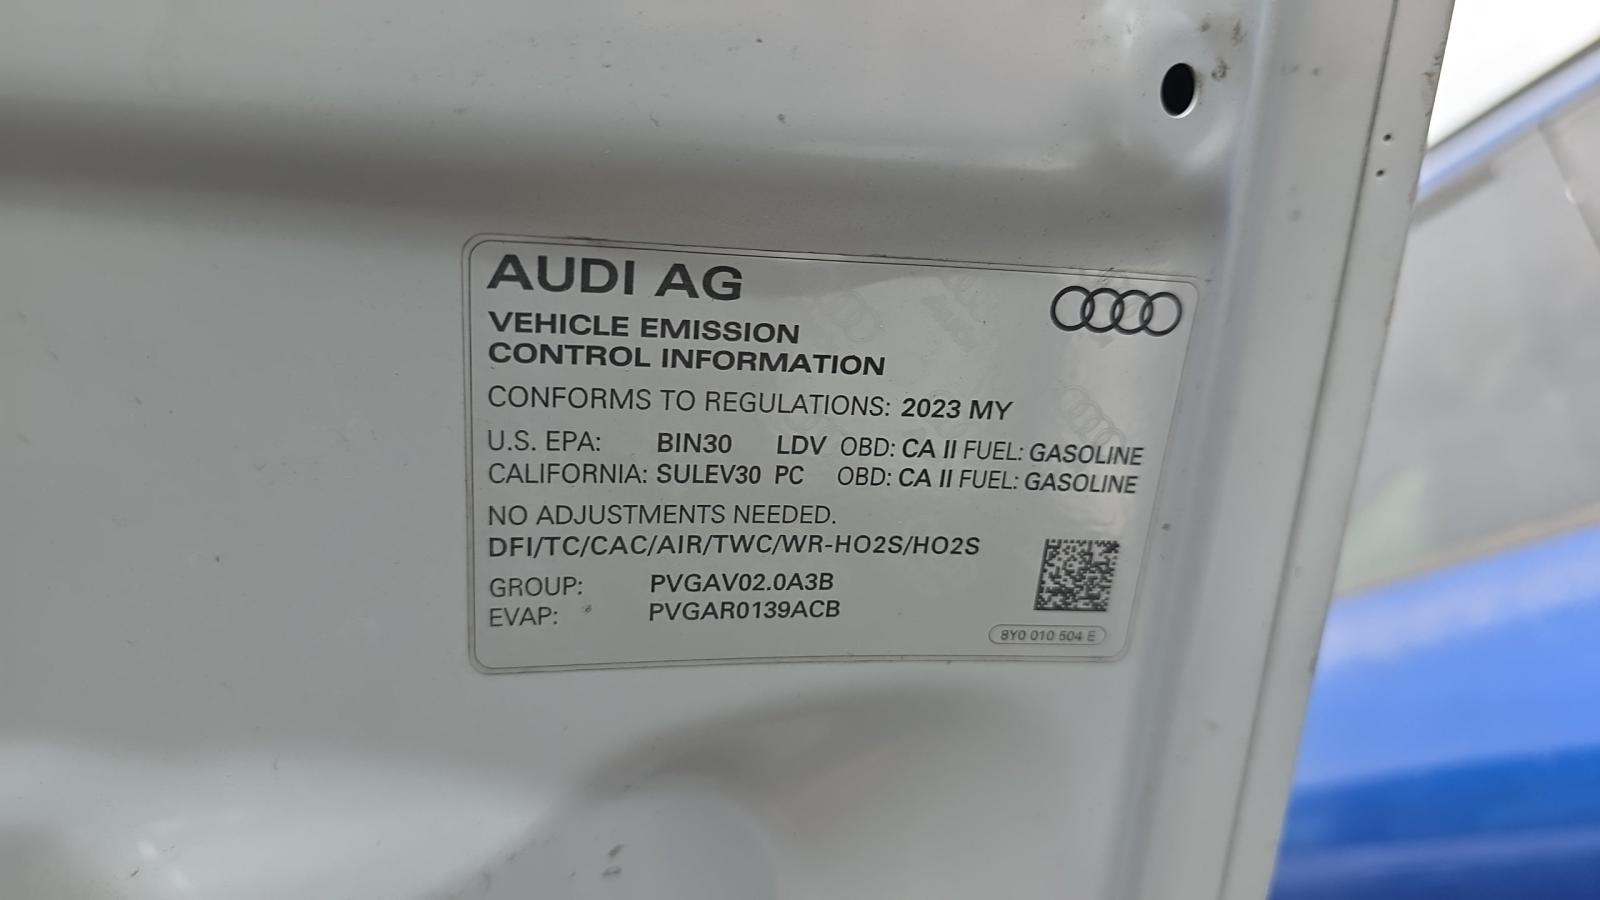 AUDI AG
VEHICLE EMISSION
CONTROL INFORMATION
CONFORMS TO REGULATIONS: 2023 MY
U.S. EPA: BIN30 LDV OBD: CA II FUEL: GASOLINE
CALIFORNIA: SULEV30 PC OBD: CA II FUEL: GASOLINE
NO ADJUSTMENTS NEEDED.
DFI/TC/CAC/AIR/TWC/WR-HO2S/HO2S
GROUP: PVGAV02.0A3B
EVAP: PVGAR0139ACB
8Y0 010 504 E